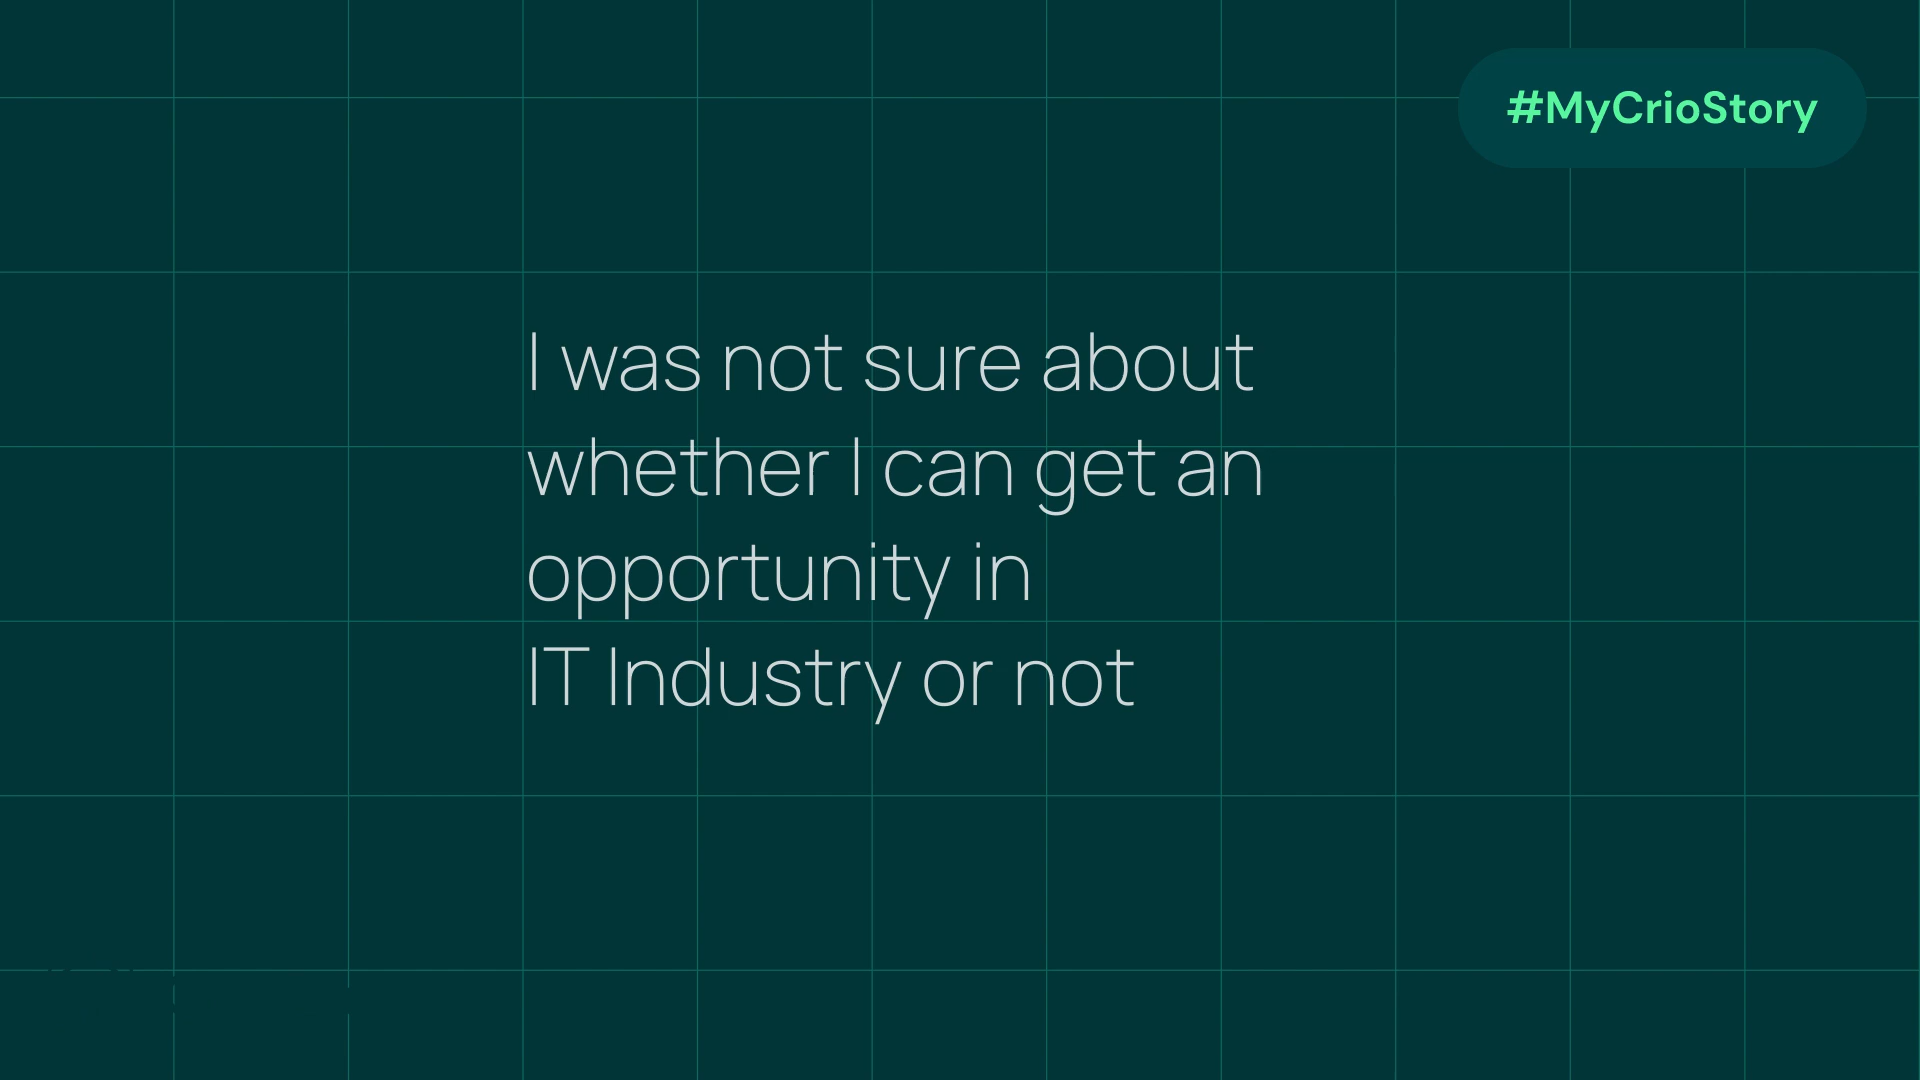 #MyCrioStory
I was not sure about
whether I can get an
opportunity in
IT Industry or not